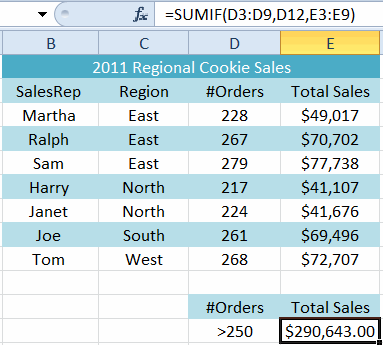 fx =SUMIF(D3:D9,D12,E3:E9)
B C D E
2011 Regional Cookie Sales
SalesRep Region #Orders Total Sales
Martha East 228 $49,017
Ralph East 267 $70,702
Sam East 279 $77,738
Harry North 217 $41,107
Janet North 224 $41,676
Joe South 261 $69,496
Tom West 268 $72,707
#Orders Total Sales
>250 $290,643.00